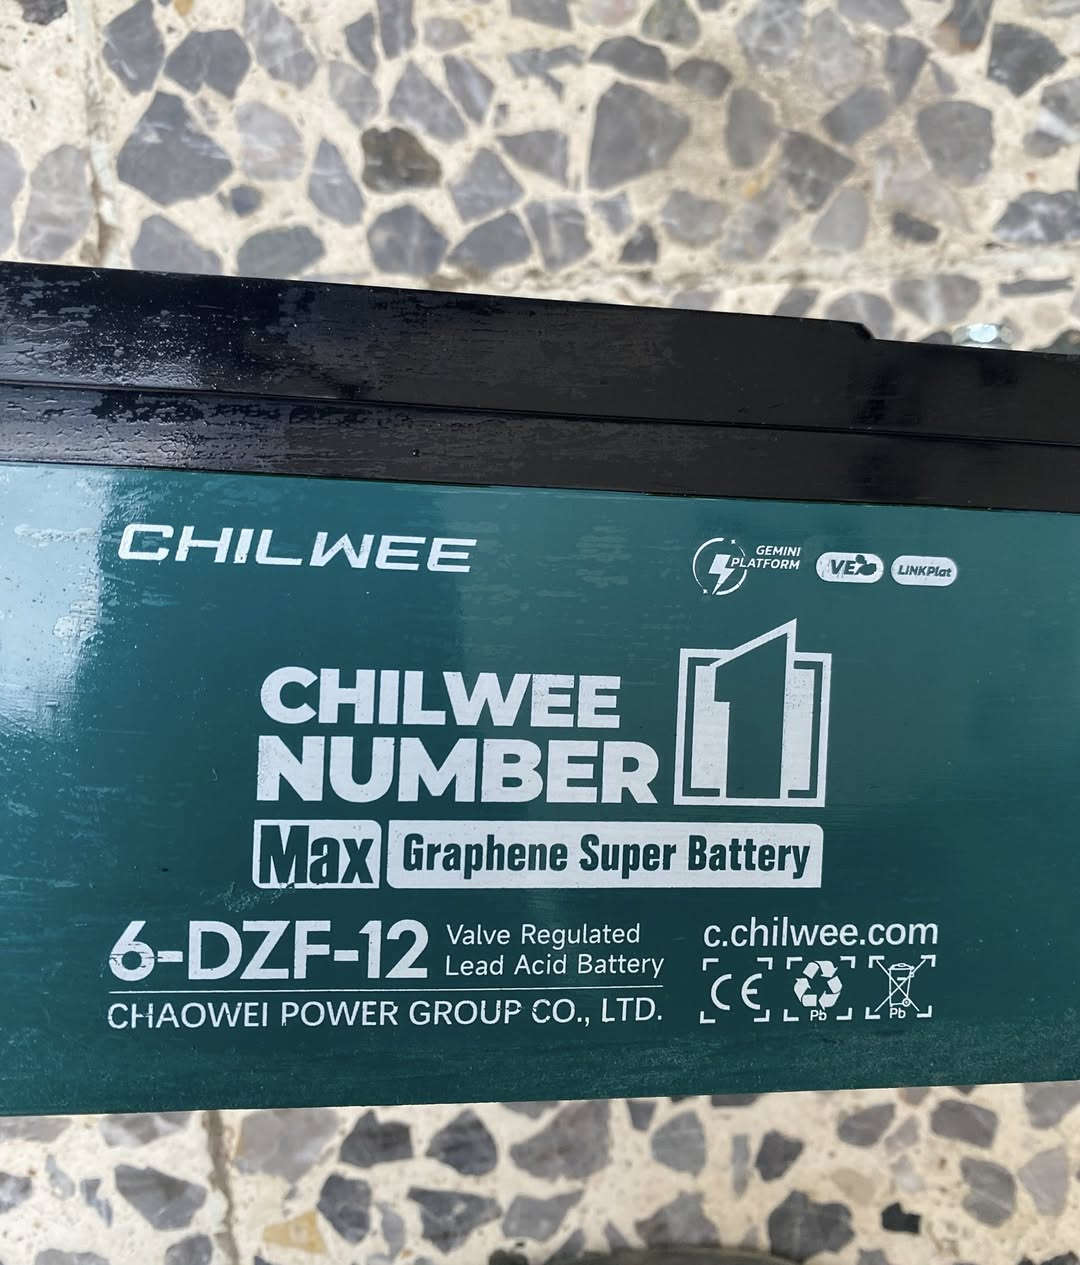 CHILWEE
GEMINI
PLATFORM
LINKPlat
CHILWEE
NUMBER 1
Max Graphene Super Battery
6-DZF-12
Valve Regulated
Lead Acid Battery
CHAOWEI POWER GROUP CO., LTD.
c.chilwee.com
CE
Pb
Pb